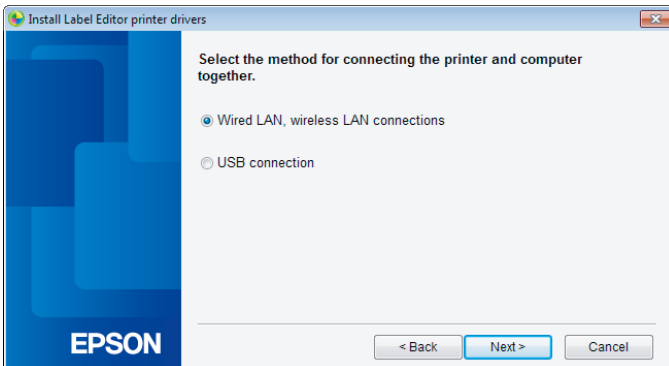 Install Label Editor printer drivers
Select the method for connecting the printer and computer
together.
Wired LAN, wireless LAN connections
USB connection
EPSON
< Back Next > Cancel